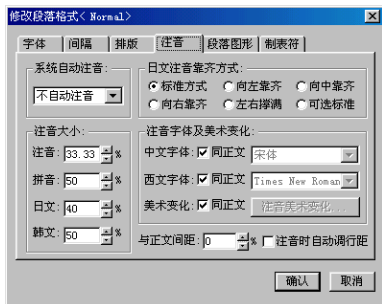 修改段落格式< Normal>
字体 间隔 排版 注音 段落图形 制表符
系统自动注音:
不自动注音
日文注音靠齐方式:
标准方式 向左靠齐 向中靠齐
向右靠齐 左右撑满 可选标准
注音大小:
注音: 33.33 %
拼音: 50 %
日文: 40 %
韩文: 50 %
注音字体及美术变化:
中文字体: 同正文 宋体
西文字体: 同正文 Times New Roman
美术变化: 同正文 注音美术变化...
与正文间距: 0 % 注音时自动调行距
确认 取消